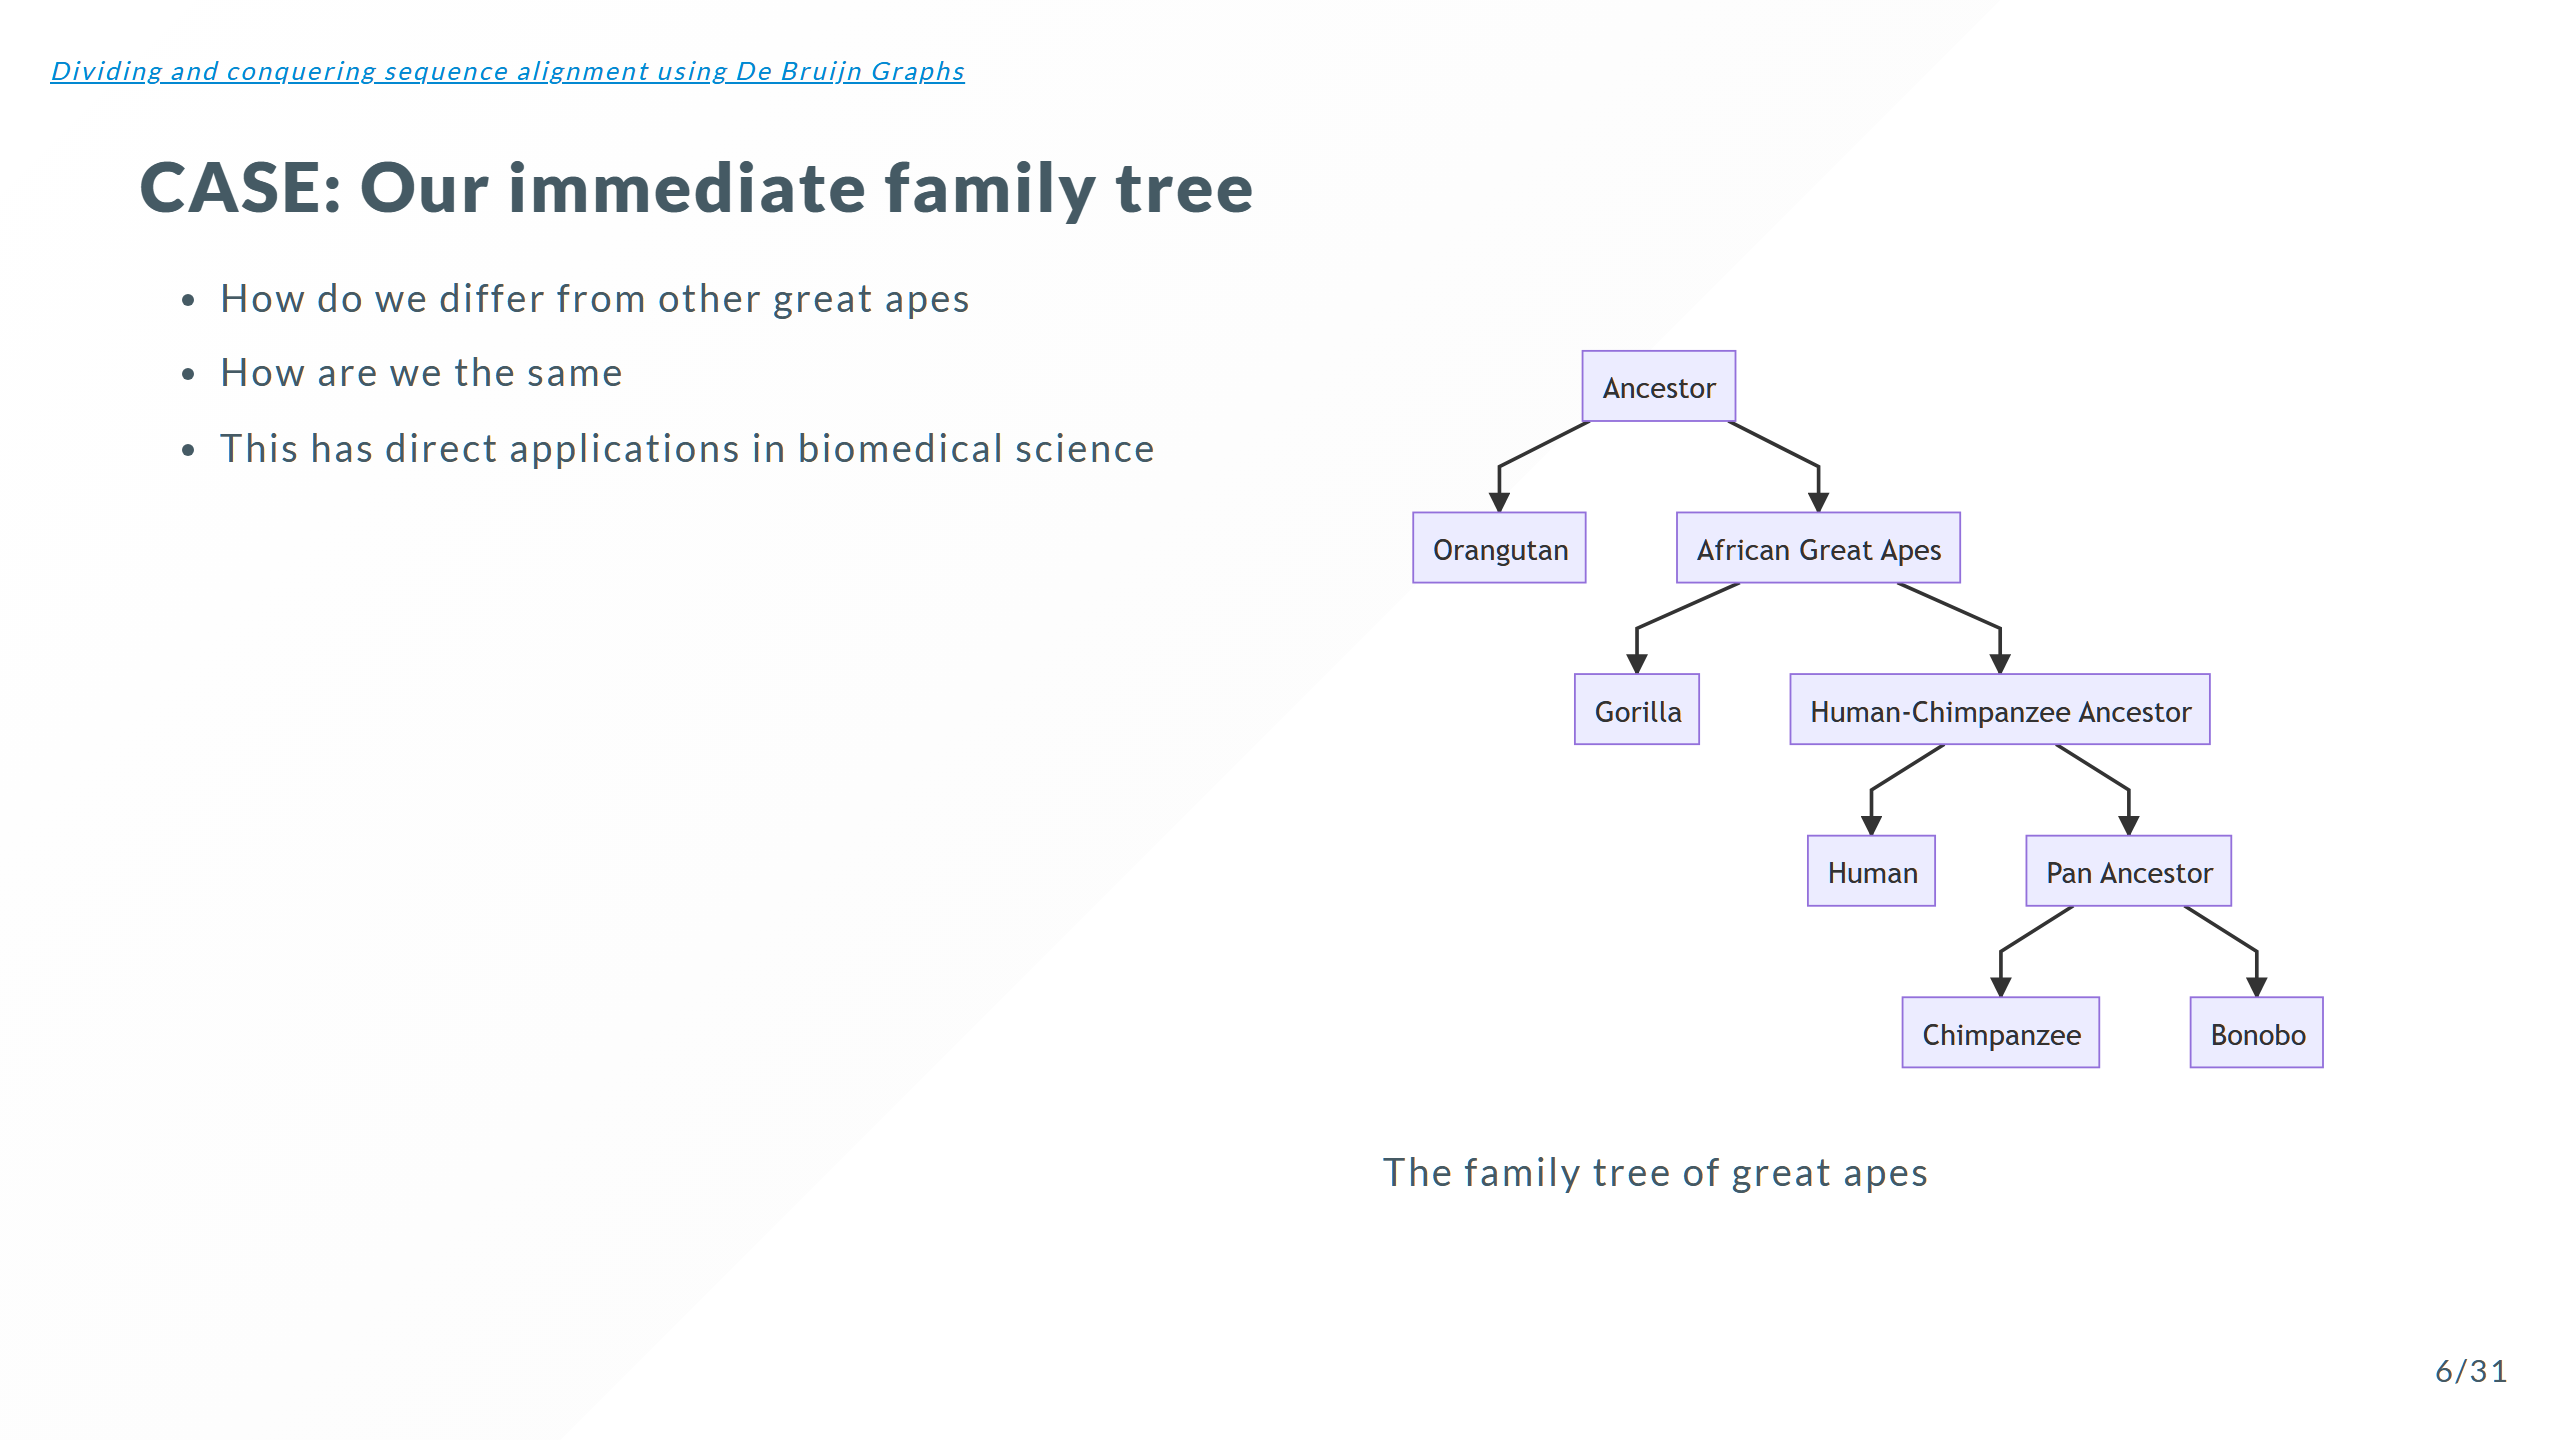 Dividing and conquering sequence alignment using De Bruijn Graphs
CASE: Our immediate family tree
How do we differ from other great apes
How are we the same
This has direct applications in biomedical science
Ancestor
Orangutan
African Great Apes
Gorilla
Human-Chimpanzee Ancestor
Human
Pan Ancestor
Chimpanzee
Bonobo
The family tree of great apes
6/31